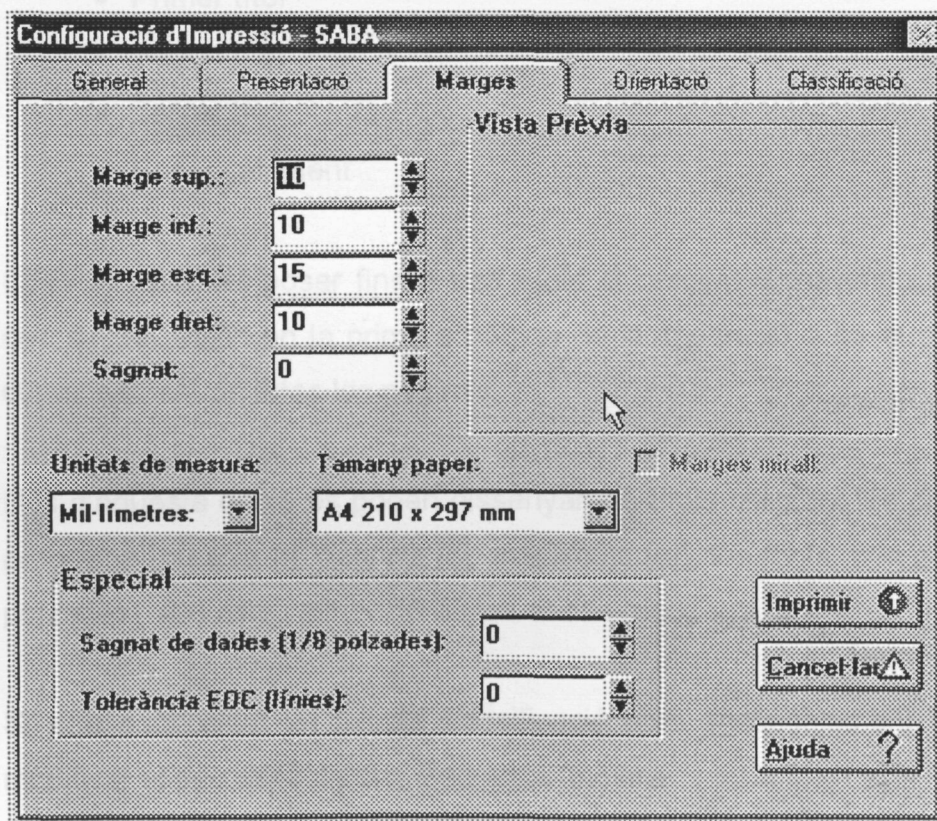 Configuració d'Impressió - SABA
General Presentació Marges Orientació Classificació
Vista Prèvia
Marge sup.: 10
Marge inf.: 10
Marge esq.: 15
Marge dret: 10
Sagnat: 0
Unitats de mesura: Tamany paper: Marges mirall:
Mil·límetres: A4 210 x 297 mm
Especial
Sagnat de dades (1/8 polzades): 0
Tolerància EDC (línies): 0
Imprimir
Cancel·lar
Ajuda ?